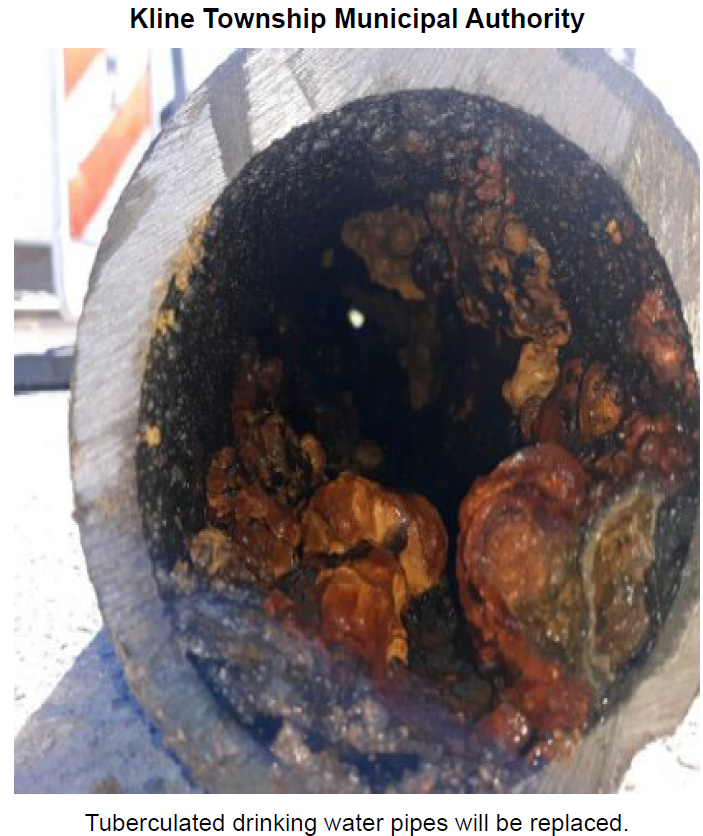 Kline Township Municipal Authority
Tuberculated drinking water pipes will be replaced.